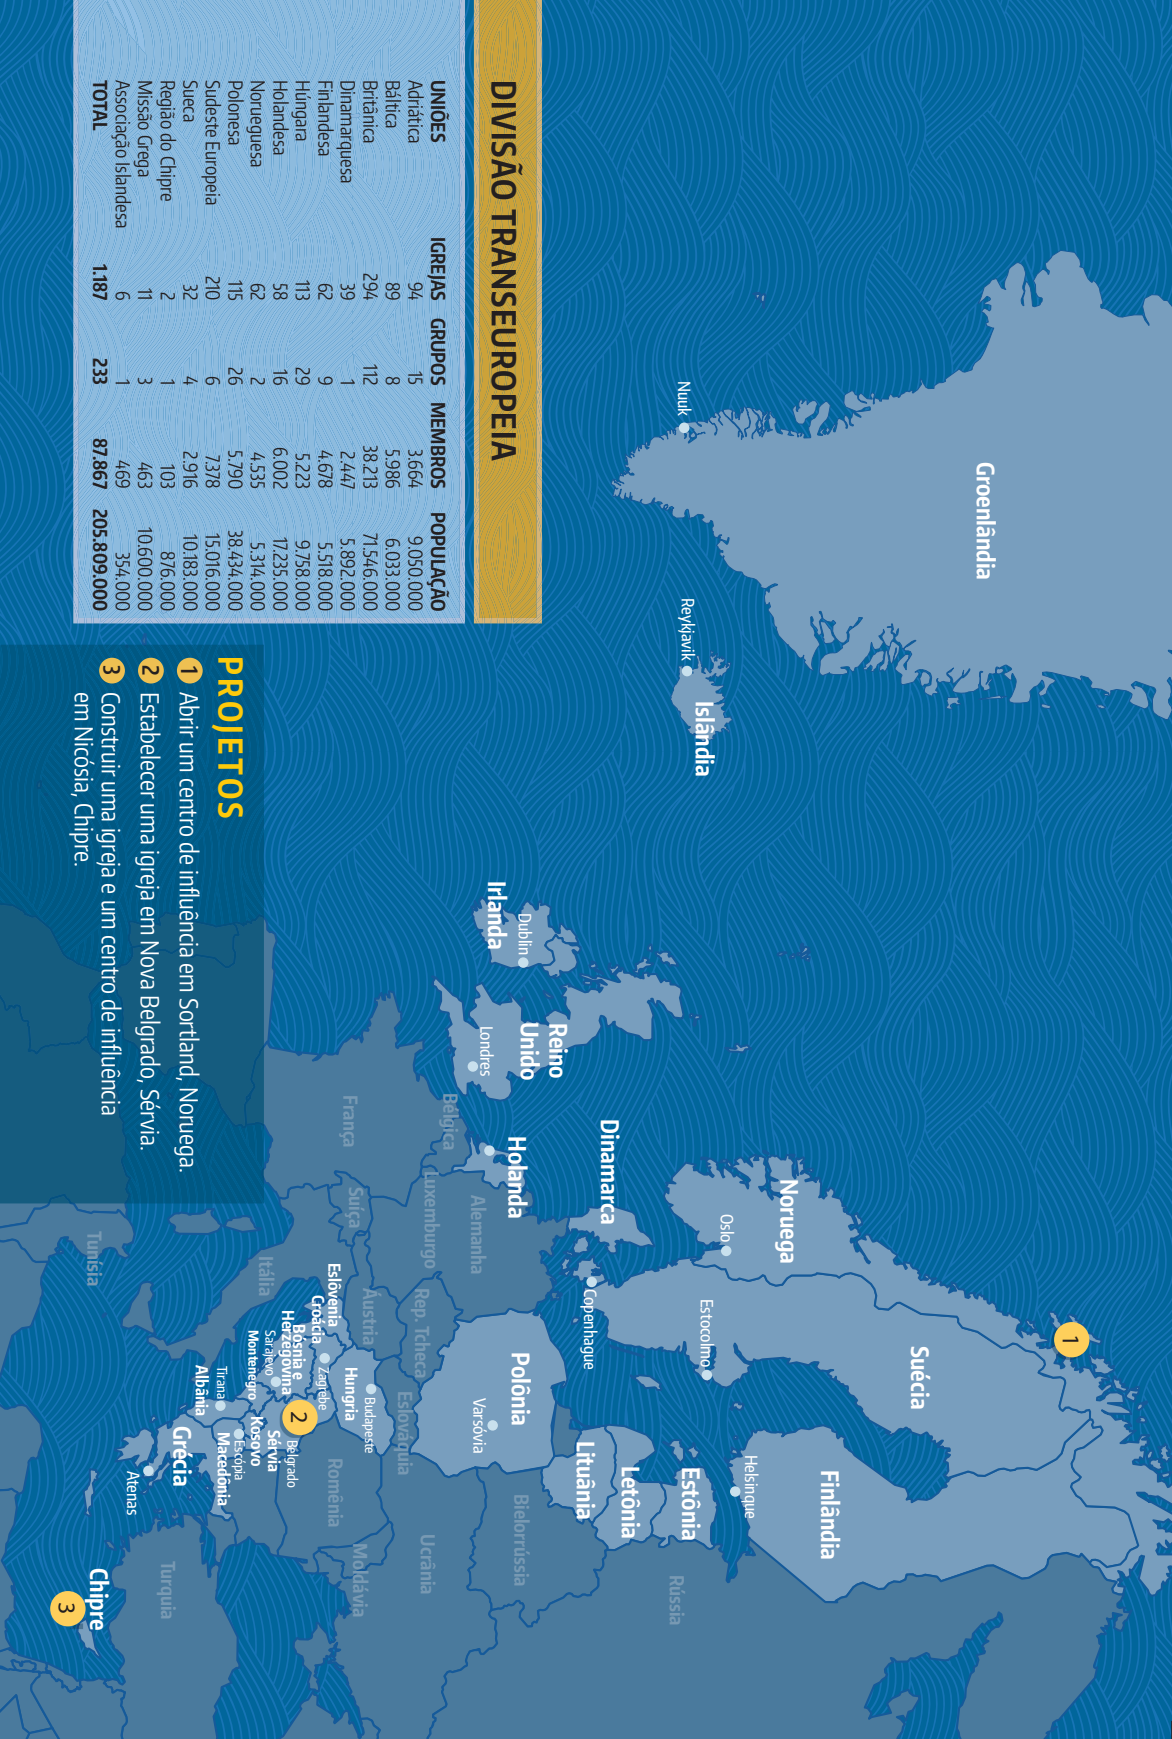 DIVISÃO TRANSEUROPEIA
UNIÕES IGREJAS GRUPOS MEMBROS POPULAÇÃO
Adriática 94 15 3.664 9.050.000
Báltica 89 8 5.986 6.033.000
Britânica 294 112 38.213 71.546.000
Dinamarquesa 39 1 2.447 5.892.000
Finlandesa 62 9 4.678 5.518.000
Húngara 113 29 5.223 9.758.000
Holandesa 58 16 6.002 17.235.000
Norueguesa 62 2 4.535 5.314.000
Polonesa 115 26 5.790 38.434.000
Sudeste Europeia 210 6 7.378 15.016.000
Sueca 32 4 2.916 10.183.000
Região do Chipre 2 1 103 876.000
Missão Grega 11 3 463 10.600.000
Associação Islandesa 6 1 469 354.000
TOTAL 1.187 233 87.867 205.809.000
PROJETOS
1 Abrir um centro de influência em Sortland, Noruega.
2 Estabelecer uma igreja em Nova Belgrado, Sérvia.
3 Construir uma igreja e um centro de influência
em Nicósia, Chipre.
Groenlândia
Nuuk
Reykjavik
Islândia
Irlanda
Dublin
Reino
Unido
Londres
1
Noruega
Oslo
Suécia
Estocolmo
Finlândia
Helsinque
Dinamarca
Copenhague
Estônia
Letônia
Lituânia
Rússia
Holanda
Bélgica
Luxemburgo
Alemanha
Polônia
Varsóvia
Bielorrússia
França
Suíça
Áustria
Rep. Tcheca
Eslováquia
Ucrânia
Eslôvenia
Croácia
Zagrebe
Hungria
Budapeste
Romênia
Moldávia
Itália
Bósnia e
Herzegóvina
Sarajevo
Montenegro
2
Belgrado
Sérvia
Kosovo
Escópia
Macedônia
Tirana
Albânia
Grécia
Atenas
Turquia
Tunísia
Chipre
3